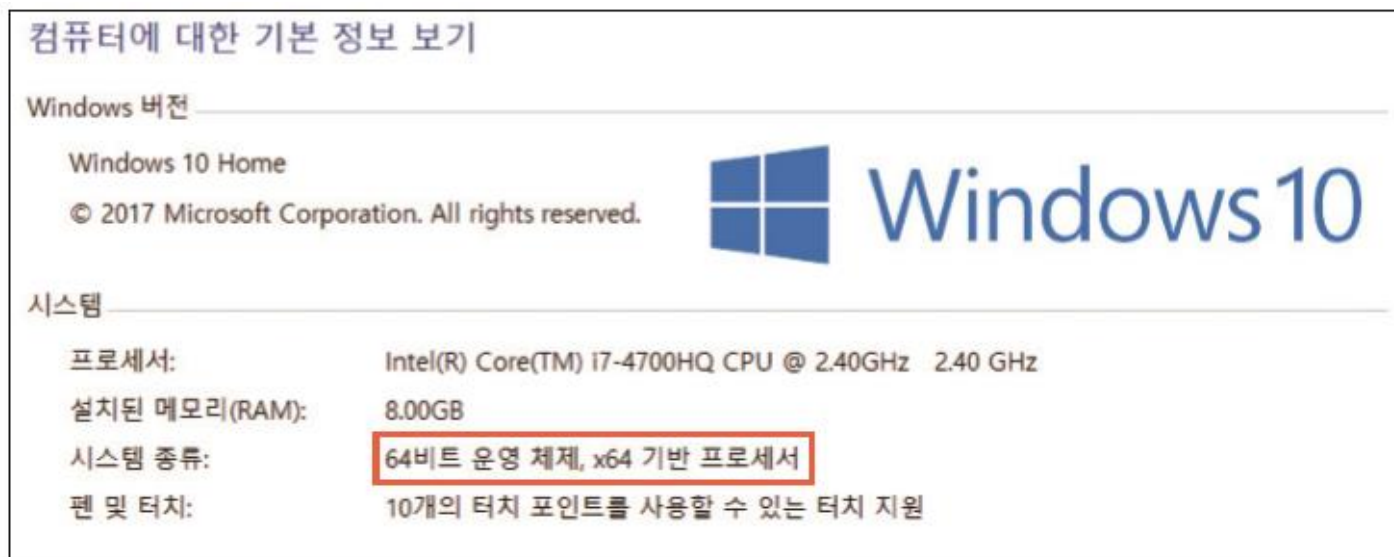 컴퓨터에 대한 기본 정보 보기
Windows 버전
Windows 10 Home
© 2017 Microsoft Corporation. All rights reserved.
Windows 10
시스템
프로세서: Intel(R) Core(TM) i7-4700HQ CPU @ 2.40GHz 2.40 GHz
설치된 메모리(RAM): 8.00GB
시스템 종류: 64비트 운영 체제, x64 기반 프로세서
펜 및 터치: 10개의 터치 포인트를 사용할 수 있는 터치 지원